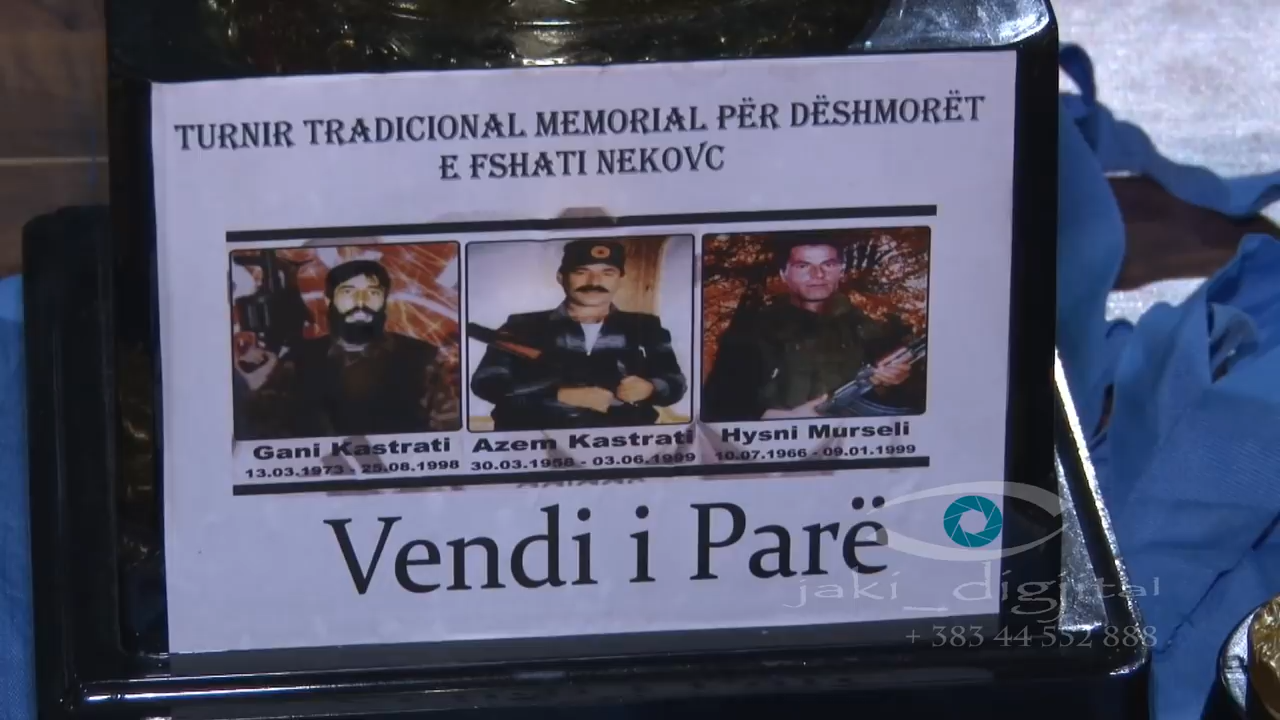 TURNIR TRADICIONAL MEMORIAL PËR DËSHMORËT
E FSHATI NEKOVC
Gani Kastrati
13.03.1973 - 25.08.1998
Azem Kastrati
30.03.1958 - 03.06.1999
Hysni Murseli
10.07.1966 - 09.01.1999
Vendi i Parë
jaki_digjital
+ 383 44 552 888